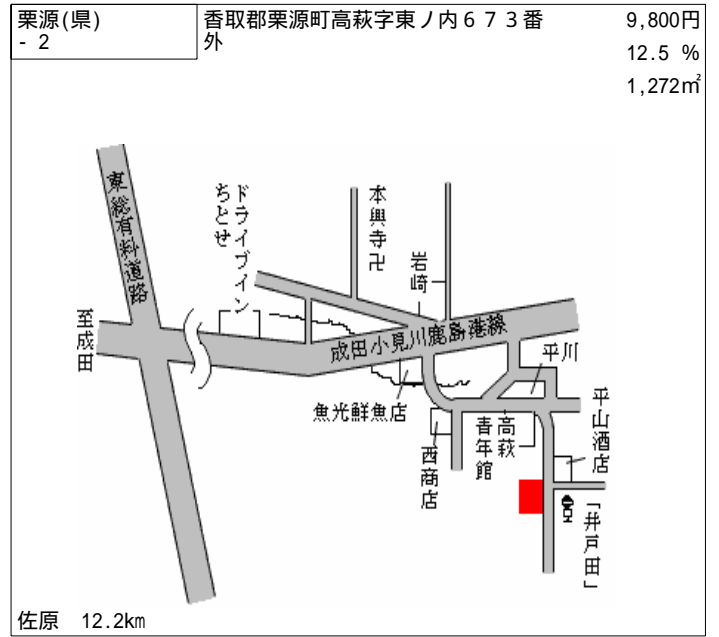 栗源(県)
- 2
香取郡栗源町高萩字東ノ内６７３番
外
9,800円
12.5 %
1,272㎡
東総有料道路
ドライブイン
ちとせ
本興寺卍
岩崎
至成田
成田小見川鹿島港線
平川
魚光鮮魚店
西商店
高萩
青年館
平山酒店
「井戸田」
佐原 12.2km